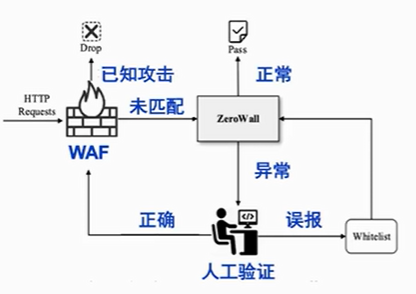 Drop
Pass
已知攻击
正常
HTTP
Requests
未匹配
ZeroWall
WAF
异常
正确
误报
</>
Whitelist
人工验证